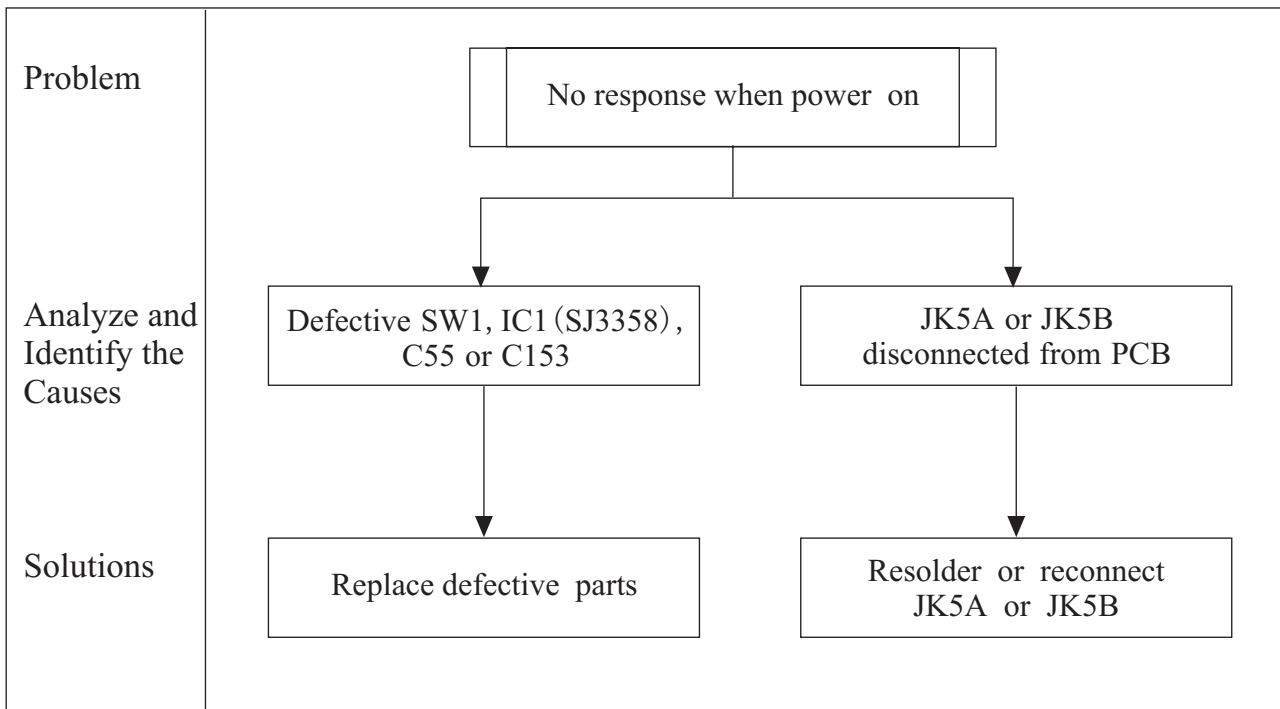 Problem
No response when power on
Analyze and
Identify the
Causes
Defective SW1, IC1 (SJ3358),
C55 or C153
JK5A or JK5B
disconnected from PCB
Solutions
Replace defective parts
Resolder or reconnect
JK5A or JK5B